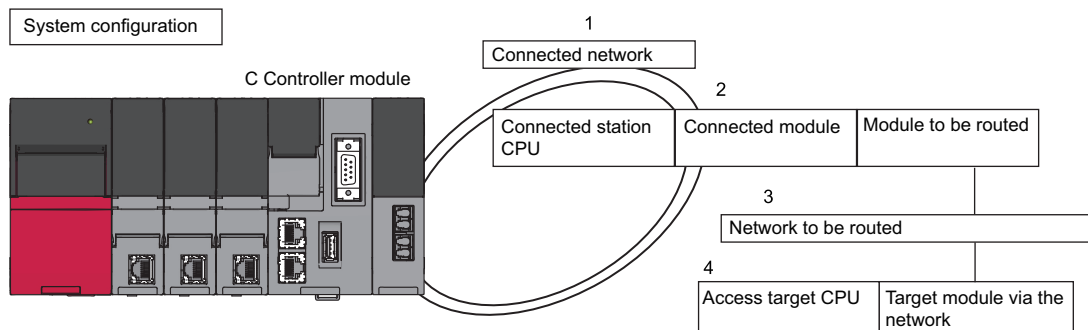 System configuration
1
Connected network
C Controller module
2
Connected station
CPU
Connected module
Module to be routed
3
Network to be routed
4
Access target CPU
Target module via the
network